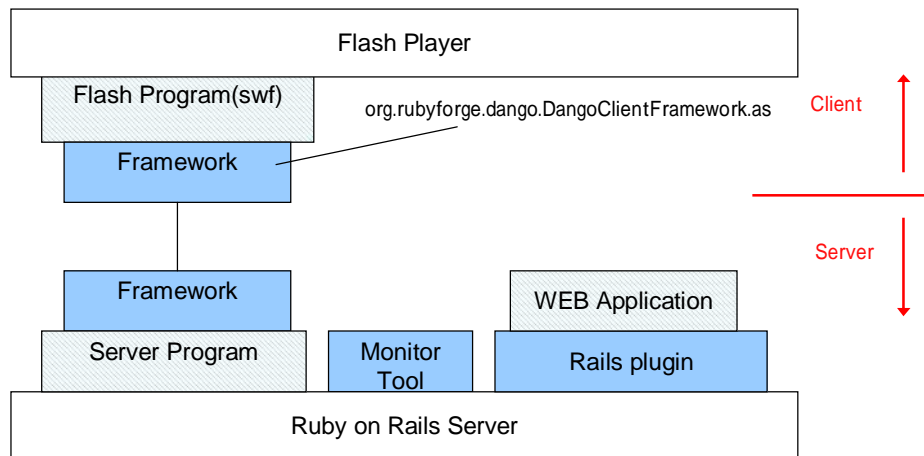 Flash Player
Flash Program(swf)
org.rubyforge.dango.DangoClientFramework.as
Client
Framework
Server
Framework
WEB Application
Server Program
Monitor
Tool
Rails plugin
Ruby on Rails Server